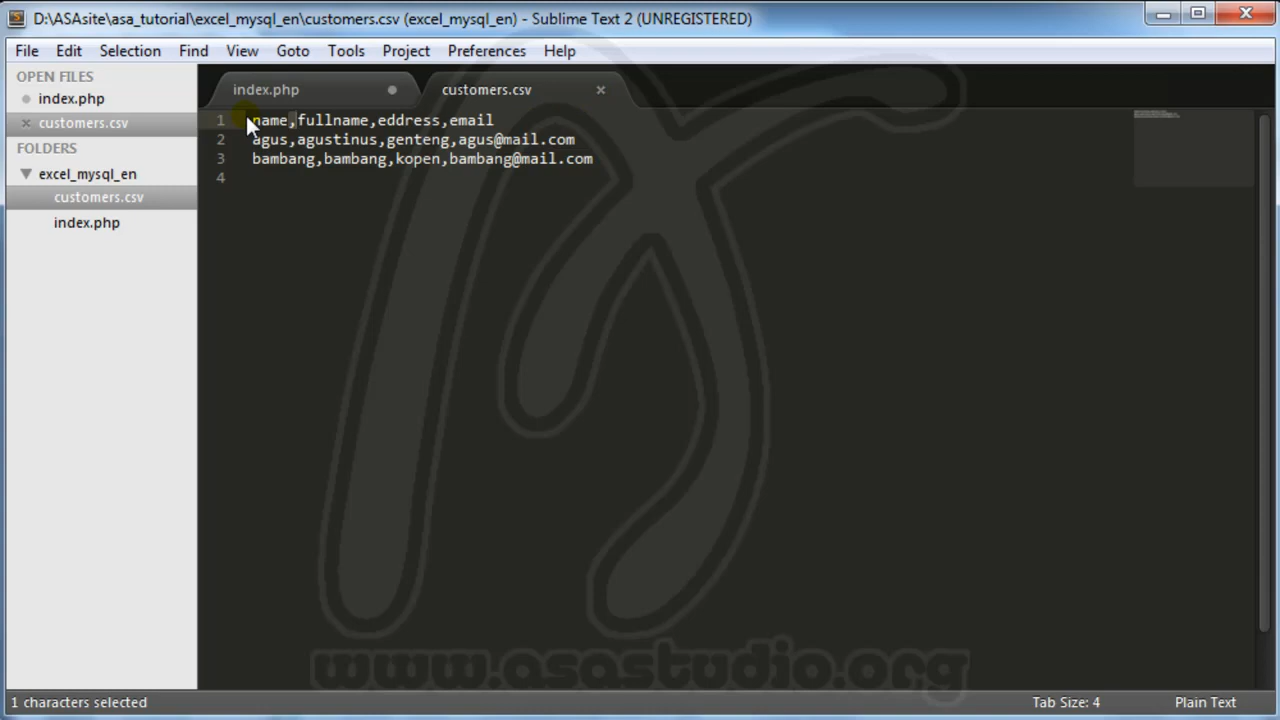 D:\ASAsite\asa_tutorial\excel_mysql_en\customers.csv (excel_mysql_en) - Sublime Text 2 (UNREGISTERED)
File Edit Selection Find View Goto Tools Project Preferences Help
OPEN FILES
index.php
customers.csv
FOLDERS
excel_mysql_en
customers.csv
index.php
index.php customers.csv
1 name,fullname,eddress,email
2 agus,agustinus,genteng,agus@mail.com
3 bambang,bambang,kopen,bambang@mail.com
4
www.asastudio.org
1 characters selected Tab Size: 4 Plain Text